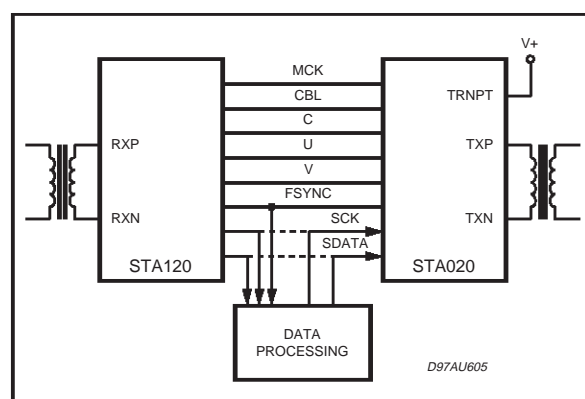 MCK
V+
CBL
TRNPT
C
RXP
U
TXP
V
FSYNC
RXN
SCK
TXN
SDATA
STA120
STA020
DATA
PROCESSING
D97AU605